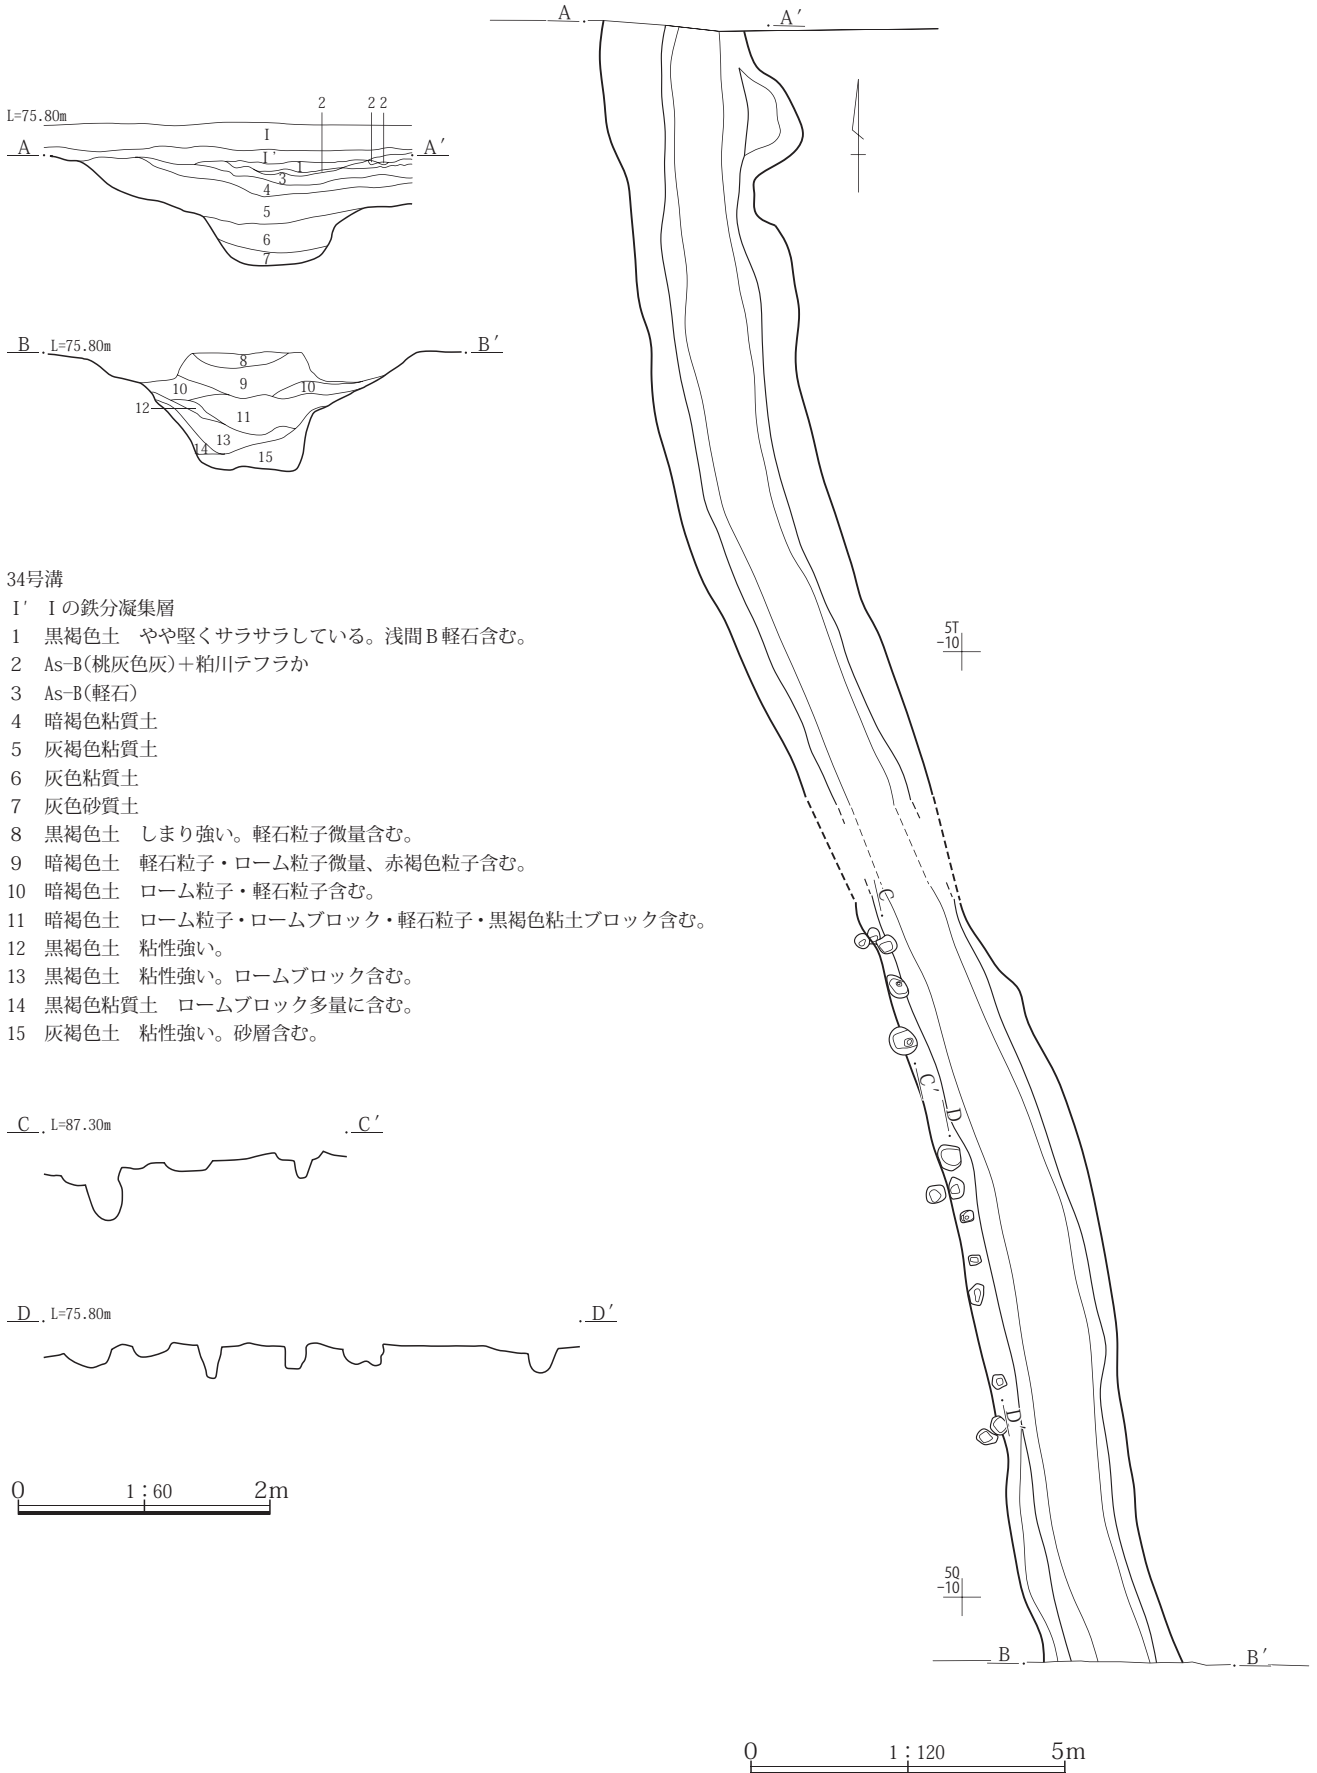 A A′
L=75.80m
2 2 2
I
A A′
I′
1
3
4
5
6
7
B L=75.80m B′
8
10 9 10
12 11
13
14 15
34号溝
I′ Iの鉄分凝集層
1 黒褐色土 やや堅くサラサラしている。浅間B軽石含む。
2 As-B(桃灰色灰)+粕川テフラか
3 As-B(軽石)
4 暗褐色粘質土
5 灰褐色粘質土
6 灰色粘質土
7 灰色砂質土
8 黒褐色土 しまり強い。軽石粒子微量含む。
9 暗褐色土 軽石粒子・ローム粒子微量、赤褐色粒子含む。
10 暗褐色土 ローム粒子・軽石粒子含む。
11 暗褐色土 ローム粒子・ロームブロック・軽石粒子・黒褐色粘土ブロック含む。
12 黒褐色土 粘性強い。
13 黒褐色土 粘性強い。ロームブロック含む。
14 黒褐色粘質土 ロームブロック多量に含む。
15 灰褐色土 粘性強い。砂層含む。
5T
-10
C
C′
D
D′
C L=87.30m C′
D L=75.80m D′
0 1:60 2m
5Q
-10
B B′
0 1:120 5m